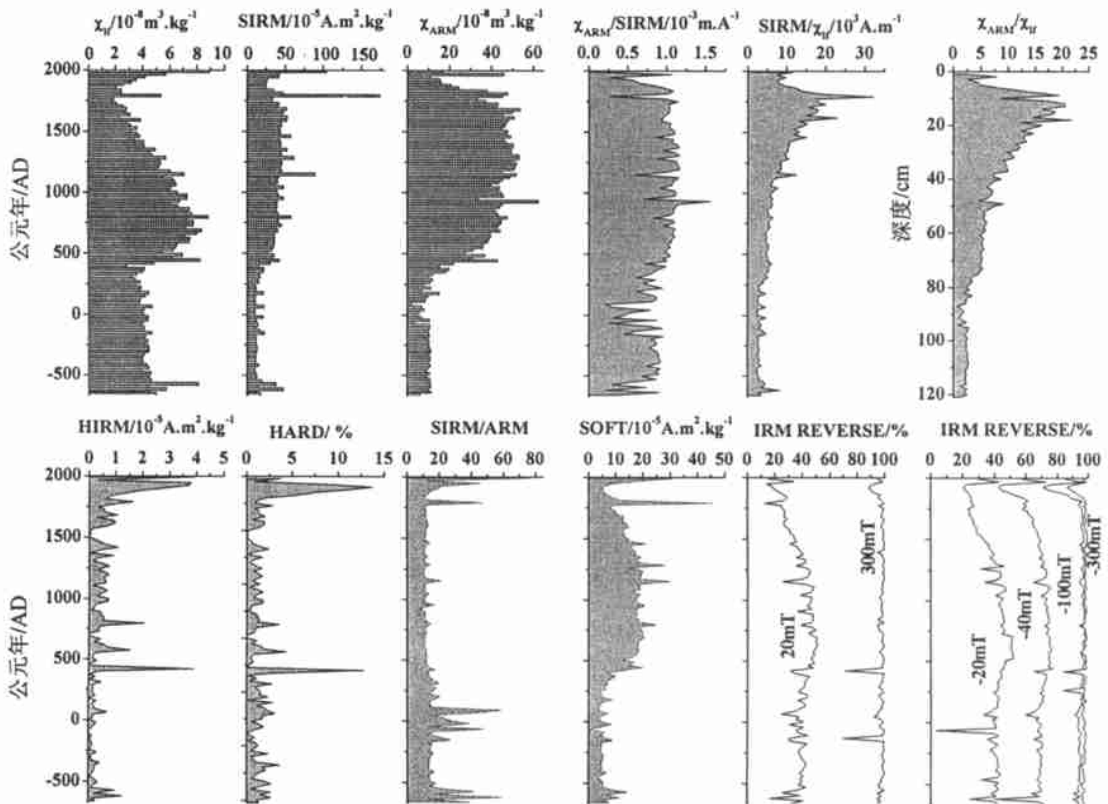 χlf/10⁻⁸m³.kg⁻¹ SIRM/10⁻⁵A.m².kg⁻¹ χARM/10⁻⁸m³.kg⁻¹ χARM/SIRM/10⁻³m.A⁻¹ SIRM/χlf/10³A.m⁻¹ χARM/χlf
0 2 4 6 8 10 0 50 100 150 0 20 40 60 0.5 1.0 1.5 0 10 20 30 0 5 10 15 20 25
2000
1500
1000
500
0
-500
公元年/AD
0
20
40
60
80
100
120
深度/cm
HIRM/10⁻⁵A.m².kg⁻¹ HARD/ % SIRM/ARM SOFT/10⁻⁵A.m².kg⁻¹ IRM REVERSE/% IRM REVERSE/%
0 1 2 3 4 5 0 5 10 15 0 20 40 60 80 0 10 20 30 40 50 0 20 40 60 80 100 0 20 40 60 80 100
2000
1500
1000
500
0
-500
公元年/AD
20mT
300mT
-20mT
-40mT
-100mT
-300mT